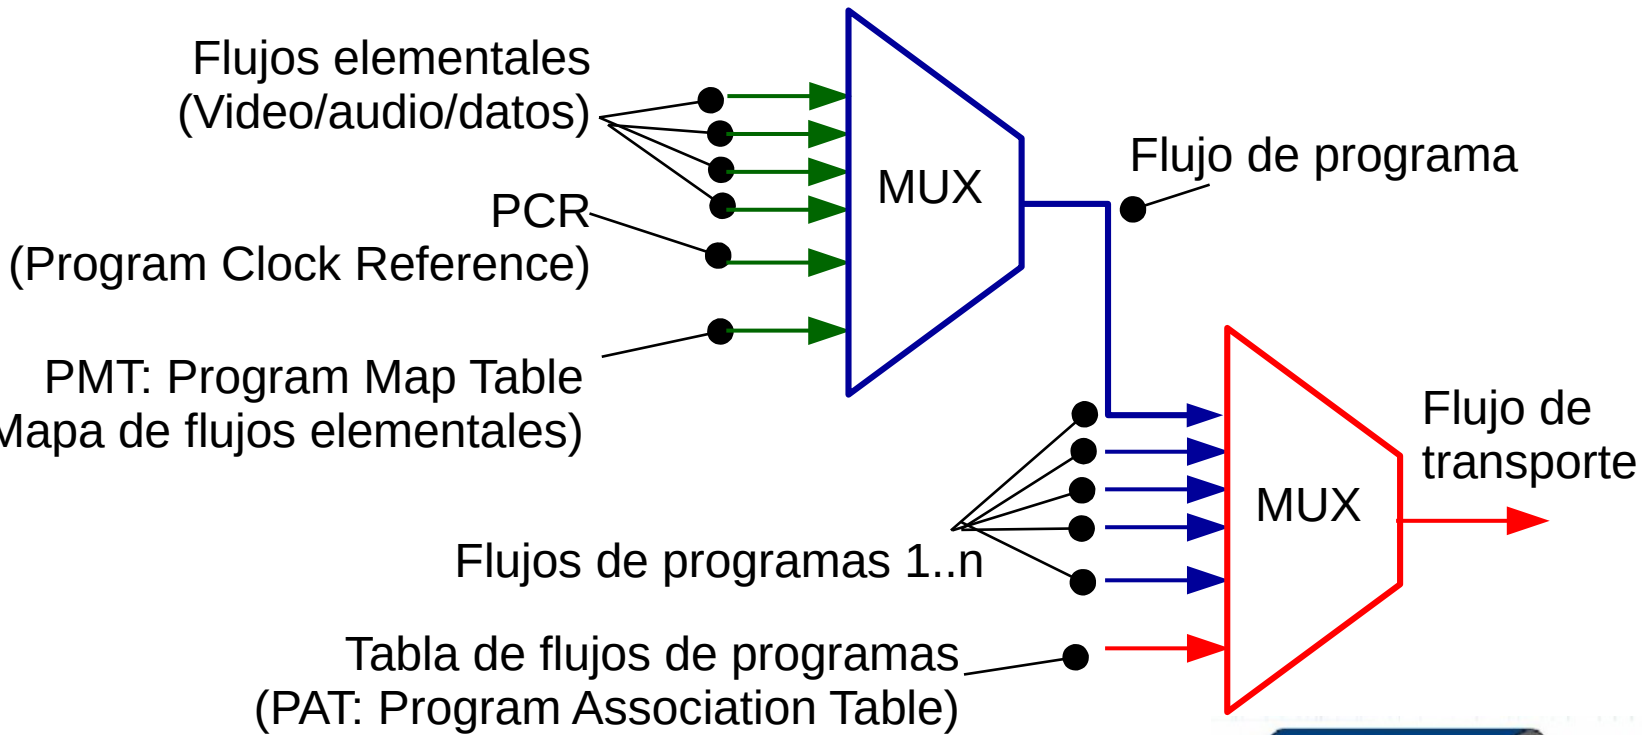 Flujos elementales
(Video/audio/datos)
PCR
(Program Clock Reference)
PMT: Program Map Table
Mapa de flujos elementales)
MUX
Flujo de programa
Flujos de programas 1..n
Tabla de flujos de programas
(PAT: Program Association Table)
MUX
Flujo de
transporte